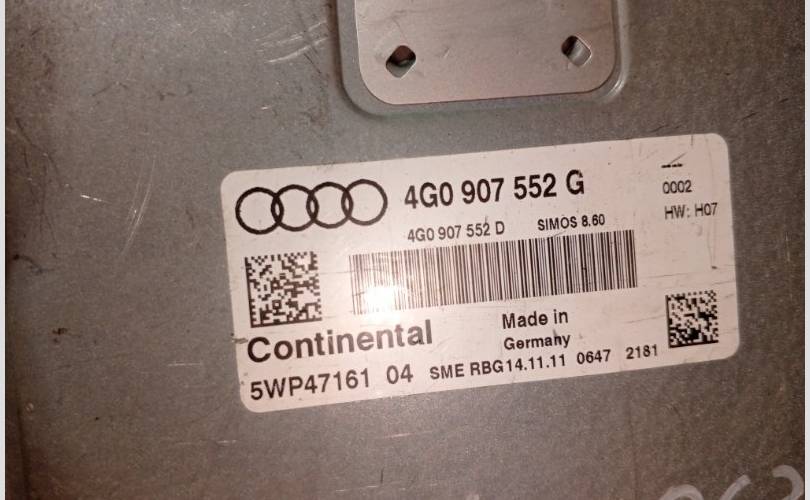 4G0 907 552 G
0002
4G0 907 552 D SIMOS 8.60
HW: H07
Continental
Made in
Germany
5WP47161 04 SME RBG14.11.11 0647 2181